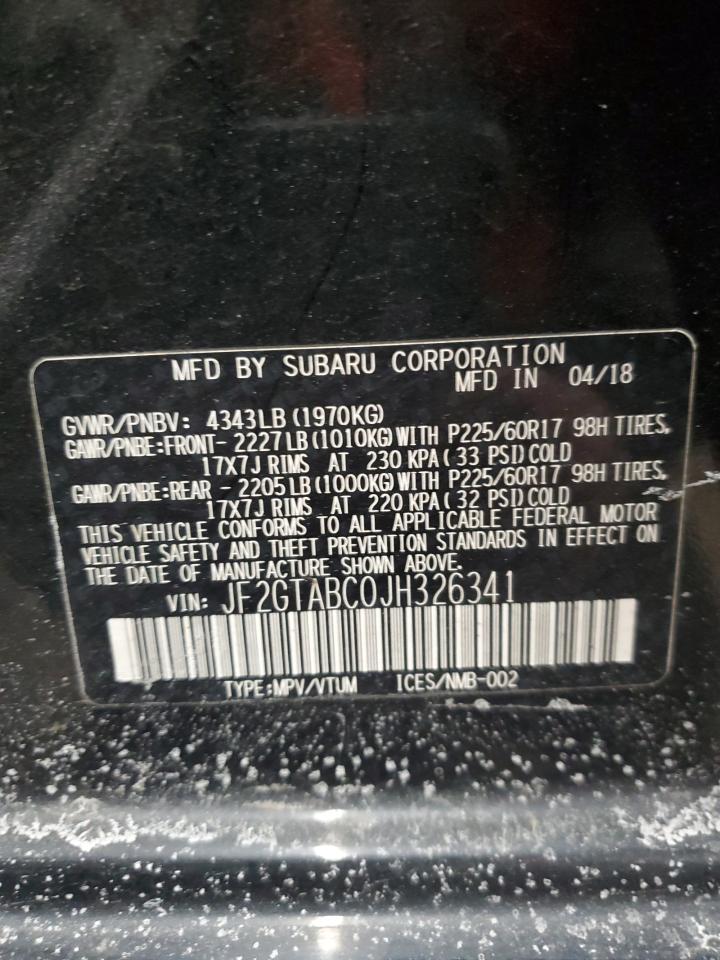 MFD BY SUBARU CORPORATION
MFD IN 04/18
GVWR/PNBV: 4343LB (1970KG)
GAWR/PNBE:FRONT- 2227LB (1010KG) WITH P225/60R17 98H TIRES,
17X7J RIMS AT 230 KPA( 33 PSI) COLD
GAWR/PNBE:REAR - 2205LB (1000KG) WITH P225/60R17 98H TIRES,
17X7J RIMS AT 220 KPA( 32 PSI) COLD
THIS VEHICLE CONFORMS TO ALL APPLICABLE FEDERAL MOTOR
VEHICLE SAFETY AND THEFT PREVENTION STANDARDS IN EFFECT ON
THE DATE OF MANUFACTURE SHOWN ABOVE.
VIN: JF2GTABC0JH326341
TYPE:MPV/VTUM ICES/NMB-002